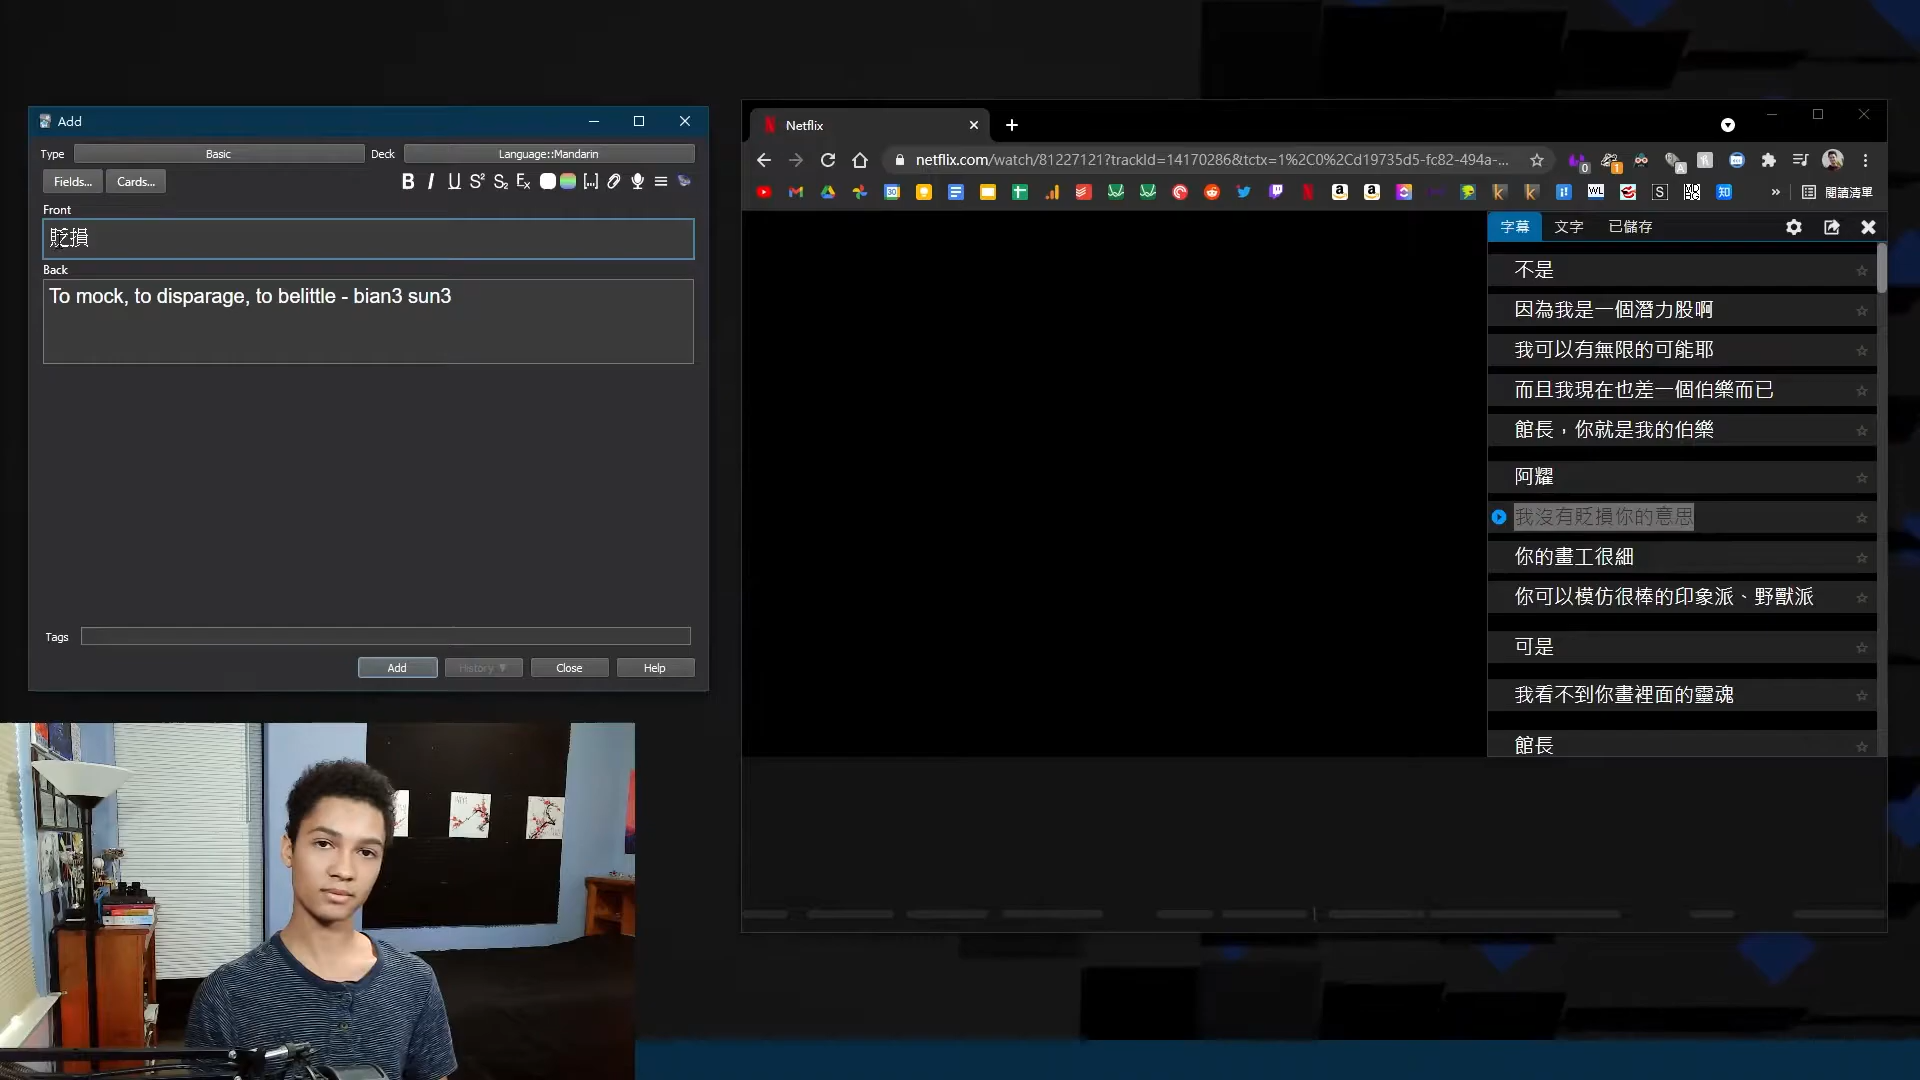 Add
Type
Basic
Deck
Language::Mandarin
Fields...
Cards...
Front
貶損
Back
To mock, to disparage, to belittle - bian3 sun3
Tags
Add
History ▼
Close
Help
Netflix
netflix.com/watch/81227121?trackId=14170286&tctx=1%2C0%2Cd19735d5-fc82-494a-...
閱讀清單
字幕
文字
已儲存
不是
因為我是一個潛力股啊
我可以有無限的可能耶
而且我現在也差一個伯樂而已
館長，你就是我的伯樂
阿耀
我沒有貶損你的意思
你的畫工很細
你可以模仿很棒的印象派、野獸派
可是
我看不到你畫裡面的靈魂
館長